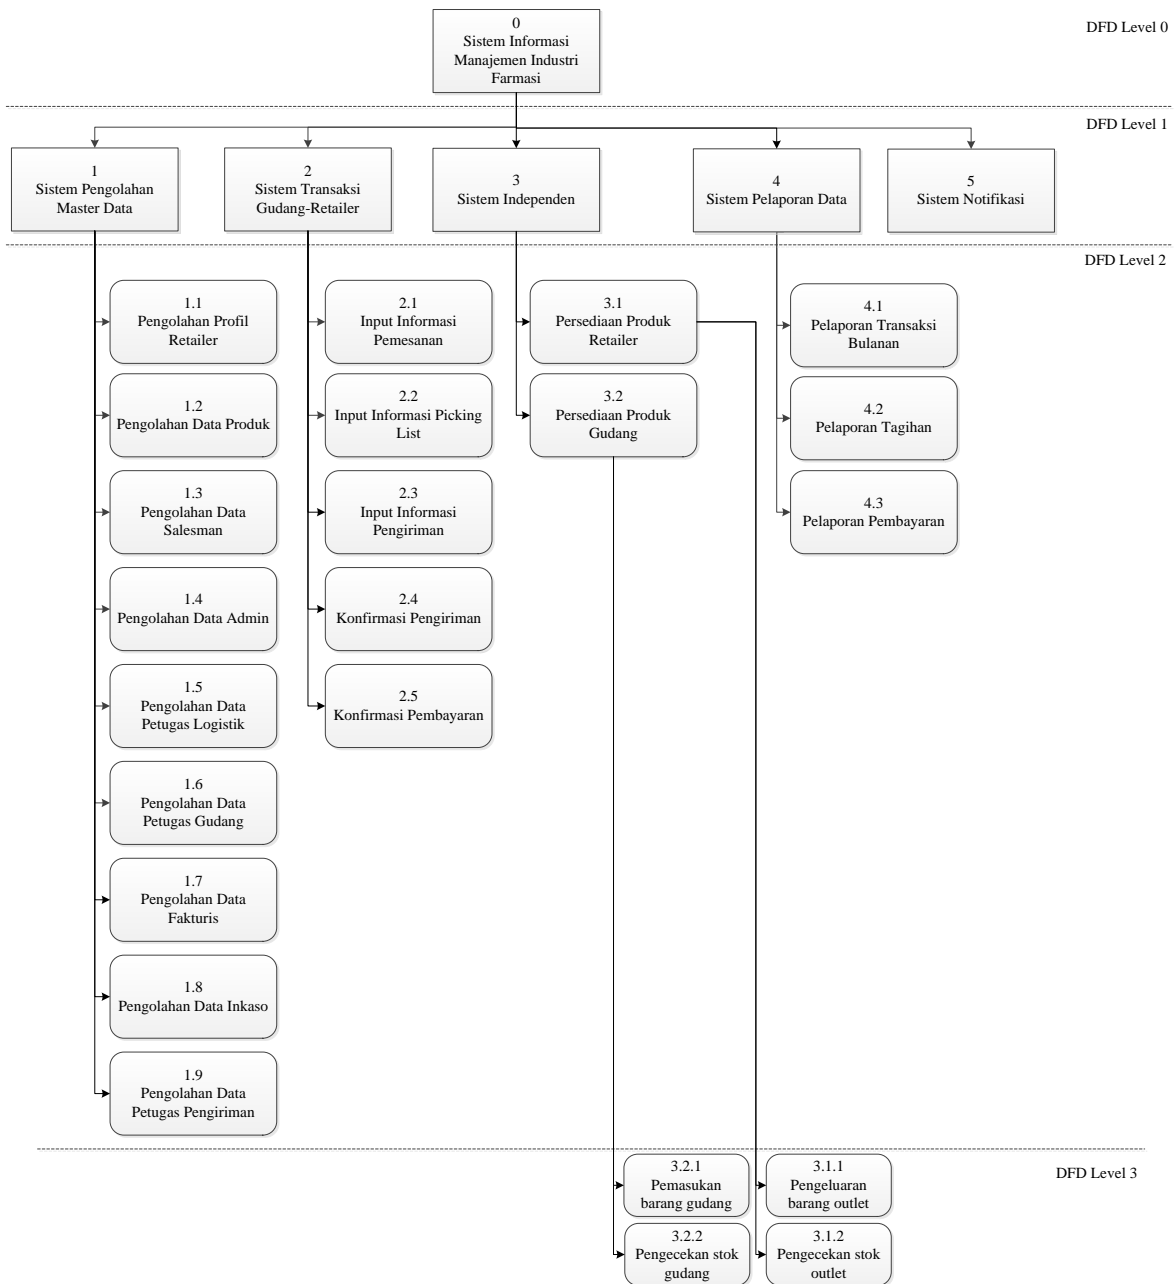 0
Sistem Informasi
Manajemen Industri
Farmasi
DFD Level 0
DFD Level 1
1
Sistem Pengolahan
Master Data
2
Sistem Transaksi
Gudang-Retailer
3
Sistem Independen
4
Sistem Pelaporan Data
5
Sistem Notifikasi
DFD Level 2
1.1
Pengolahan Profil
Retailer
1.2
Pengolahan Data Produk
1.3
Pengolahan Data
Salesman
1.4
Pengolahan Data Admin
1.5
Pengolahan Data
Petugas Logistik
1.6
Pengolahan Data
Petugas Gudang
1.7
Pengolahan Data
Fakturis
1.8
Pengolahan Data Inkaso
1.9
Pengolahan Data
Petugas Pengiriman
2.1
Input Informasi
Pemesanan
2.2
Input Informasi Picking
List
2.3
Input Informasi
Pengiriman
2.4
Konfirmasi Pengiriman
2.5
Konfirmasi Pembayaran
3.1
Persediaan Produk
Retailer
3.2
Persediaan Produk
Gudang
4.1
Pelaporan Transaksi
Bulanan
4.2
Pelaporan Tagihan
4.3
Pelaporan Pembayaran
DFD Level 3
3.2.1
Pemasukan
barang gudang
3.1.1
Pengeluaran
barang outlet
3.2.2
Pengecekan stok
gudang
3.1.2
Pengecekan stok
outlet